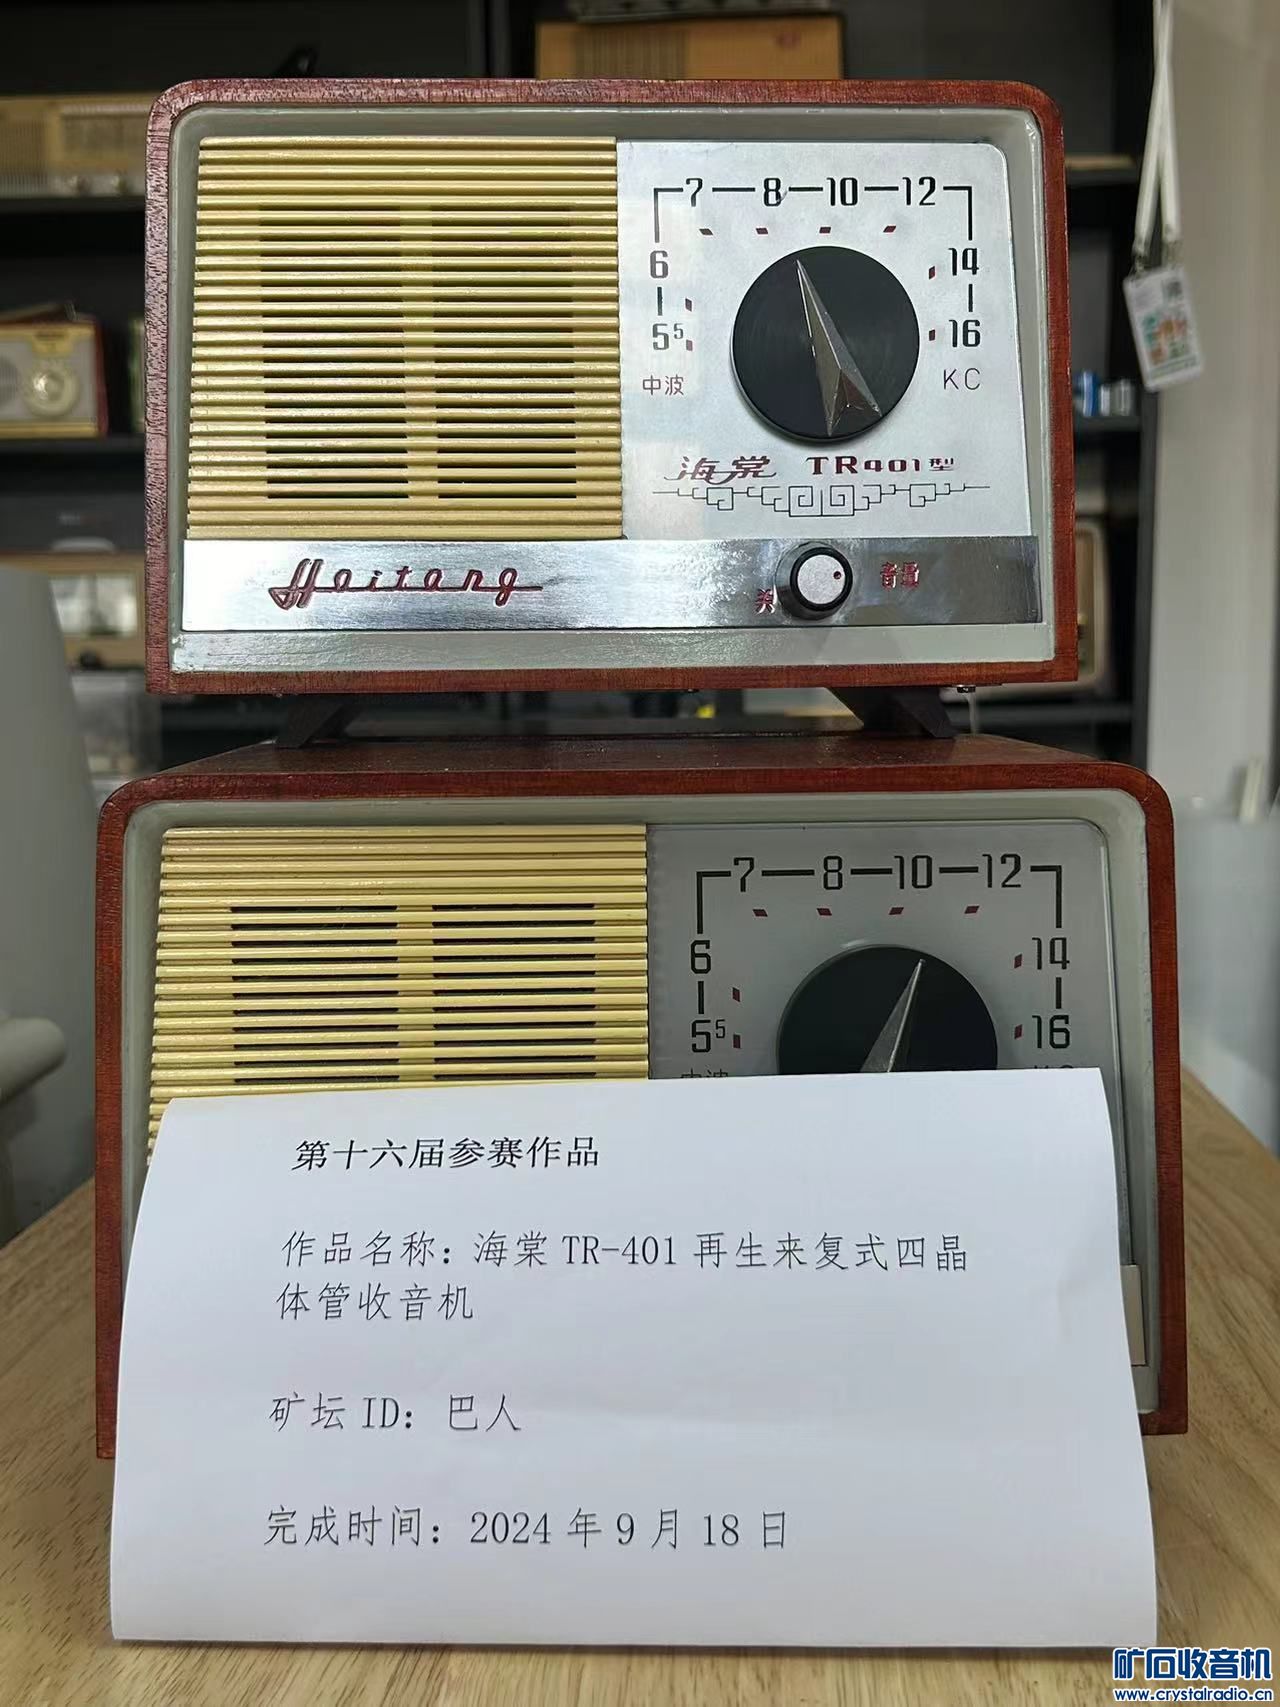 7 8 10 12
6 14
5⁵ 16
中波 KC
海棠 TR401型
Haitang
关 音量
7 8 10 12
6 14
5⁵ 16
第十六届参赛作品
作品名称：海棠 TR-401 再生来复式四晶
体管收音机
矿坛 ID：巴人
完成时间：2024 年 9 月 18 日
矿石收音机
www.crystalradio.cn